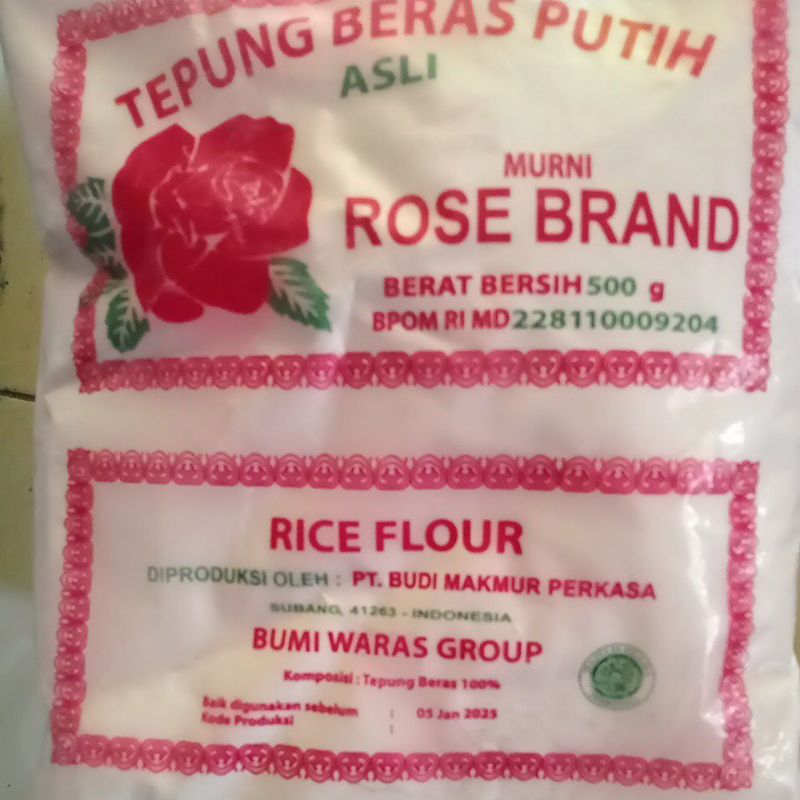 TEPUNG BERAS PUTIH
ASLI
MURNI
ROSE BRAND
BERAT BERSIH 500 g
BPOM RI MD 228110009204
RICE FLOUR
DIPRODUKSI OLEH : PT. BUDI MAKMUR PERKASA
SUBANG, 41263 - INDONESIA
BUMI WARAS GROUP
Komposisi : Tepung Beras 100%
Baik digunakan sebelum : 05 Jan 2025
Kode Produksi :